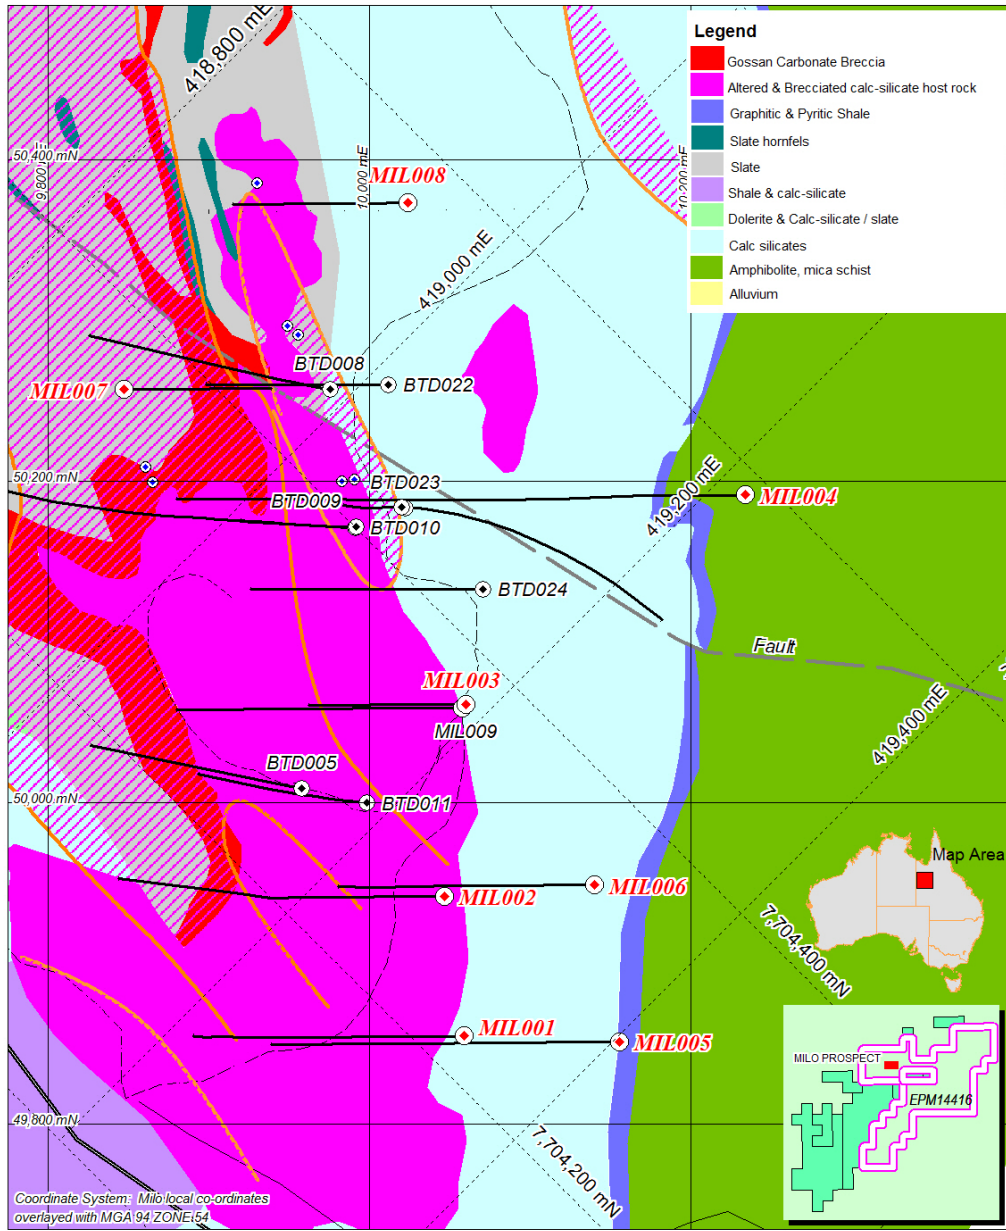 Legend
Gossan Carbonate Breccia
Altered & Brecciated calc-silicate host rock
Graphitic & Pyritic Shale
Slate hornfels
Slate
Shale & calc-silicate
Dolerite & Calc-silicate / slate
Calc silicates
Amphibolite, mica schist
Alluvium
418,800 mE
50,400 mN
9,800 mE
10,000 mE
10,200 mE
MIL008
419,000 mE
BTD008
MIL007
BTD022
50,200 mN
BTD023
BTD009
419,200 mE
MIL004
BTD010
BTD024
Fault
MIL003
MIL009
419,400 mE
BTD005
50,000 mN
BTD011
Map Area
MIL006
MIL002
7,704,400 mN
MIL001
MIL005
MILO PROSPECT
EPM14416
49,800 mN
7,704,200 mN
Coordinate System: Milo local co-ordinates
overlayed with MGA 94 ZONE 54